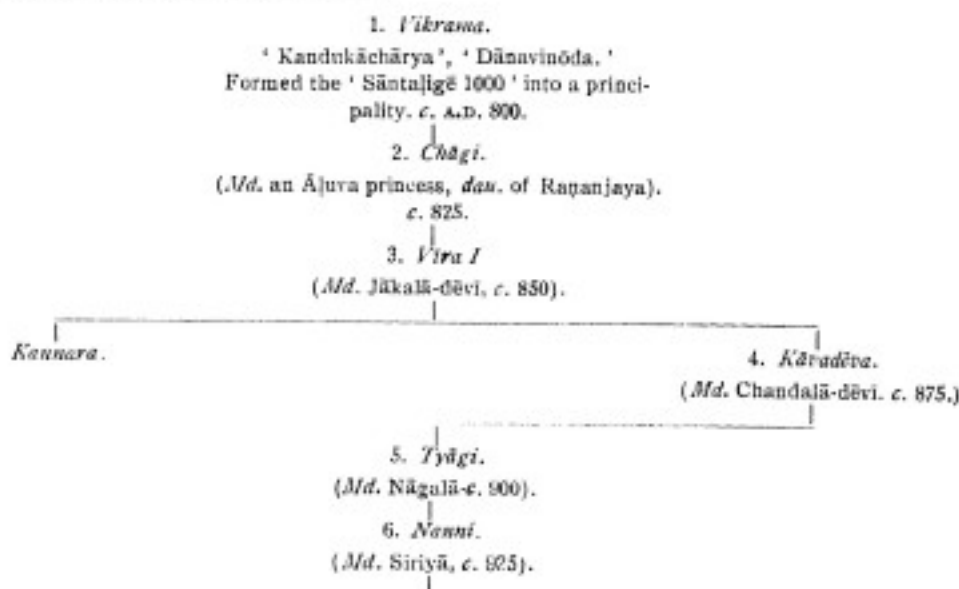 1. Vikrama.
‘ Kandukāchārya’, ‘ Dānavinōda. ’
Formed the ‘ Sāntaḷigē 1000 ’ into a princi-
pality. c. A.D. 800.
2. Chāgi.
(Md. an Āḷuva princess, dau. of Raṇanjaya).
c. 825.
3. Vīra I
(Md. Jākalā-dēvi, c. 850).
Kannara.
4. Kāvadēva.
(Md. Chandalā-dēvi. c. 875.)
5. Tyāgi.
(Md. Nāgalā-c. 900).
6. Nanni.
(Md. Siriyā, c. 925).